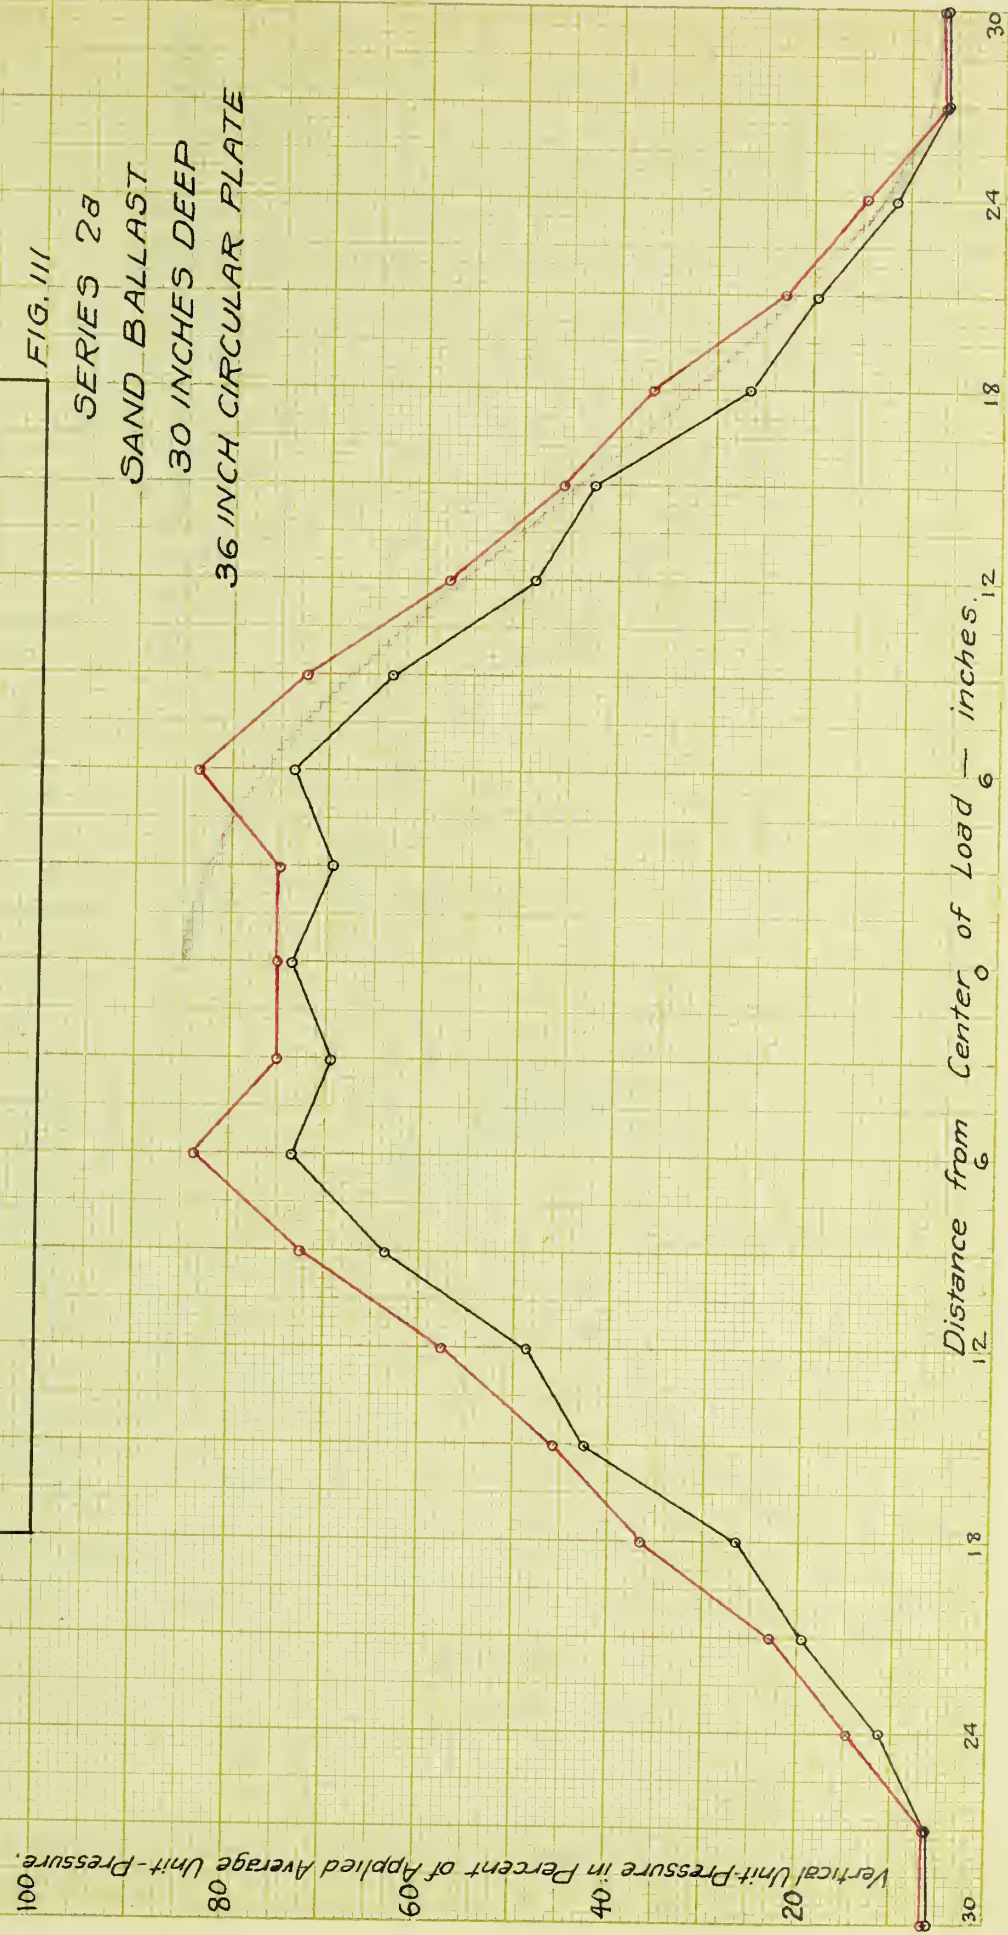 FIG. III
SERIES 2a
SAND BALLAST
30 INCHES DEEP
36 INCH CIRCULAR PLATE
Vertical Unit-Pressure in Percent of Applied Average Unit-Pressure.
100
80
60
40
20
30 24 18 12 6 0 6 12 18 24 30
Distance from Center of Load — inches.